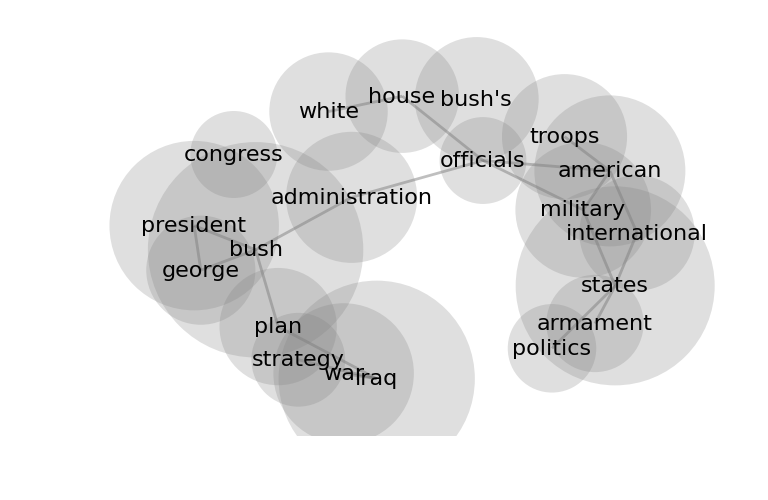 house
bush's
white
troops
congress
officials
american
administration
military
president
international
bush
george
states
plan
armament
politics
strategy
war
iraq